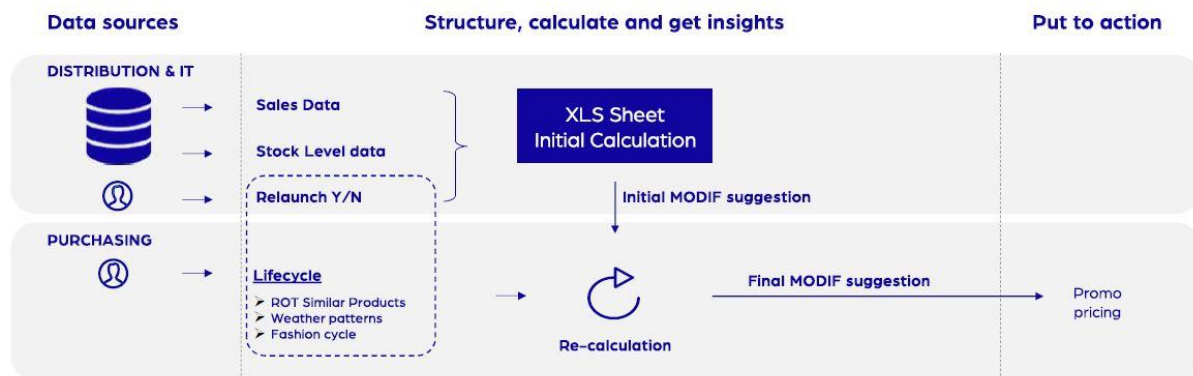 Data sources
Structure, calculate and get insights
Put to action
DISTRIBUTION & IT
Sales Data
Stock Level data
Relaunch Y/N
XLS Sheet
Initial Calculation
Initial MODIF suggestion
PURCHASING
Lifecycle
ROT Similar Products
Weather patterns
Fashion cycle
Re-calculation
Final MODIF suggestion
Promo
pricing